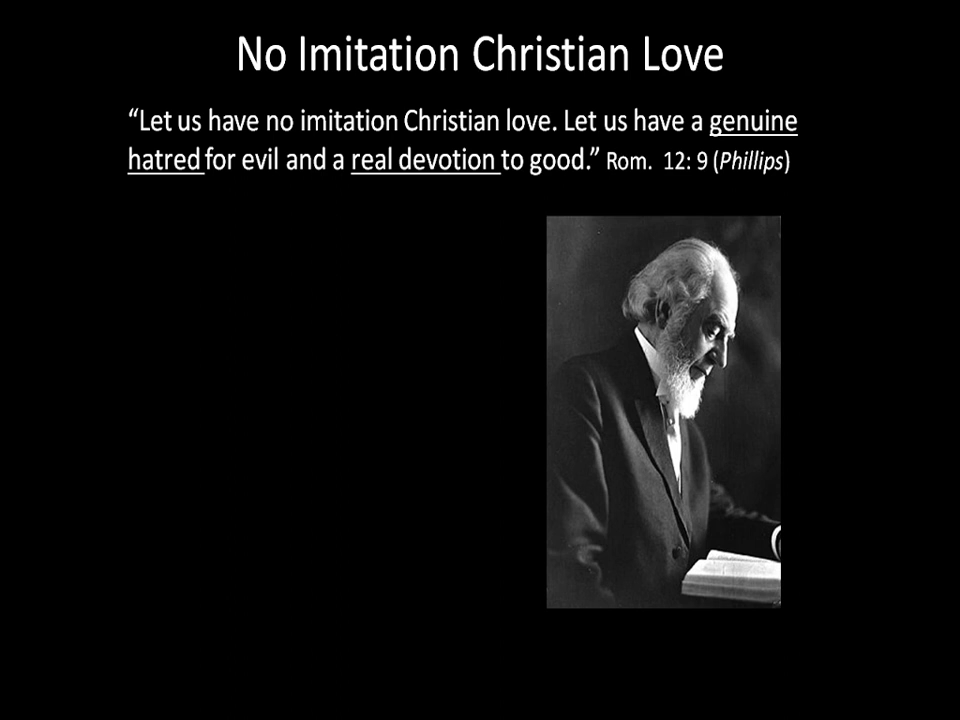 No Imitation Christian Love
“Let us have no imitation Christian love. Let us have a genuine
hatred for evil and a real devotion to good.” Rom. 12: 9 (Phillips)